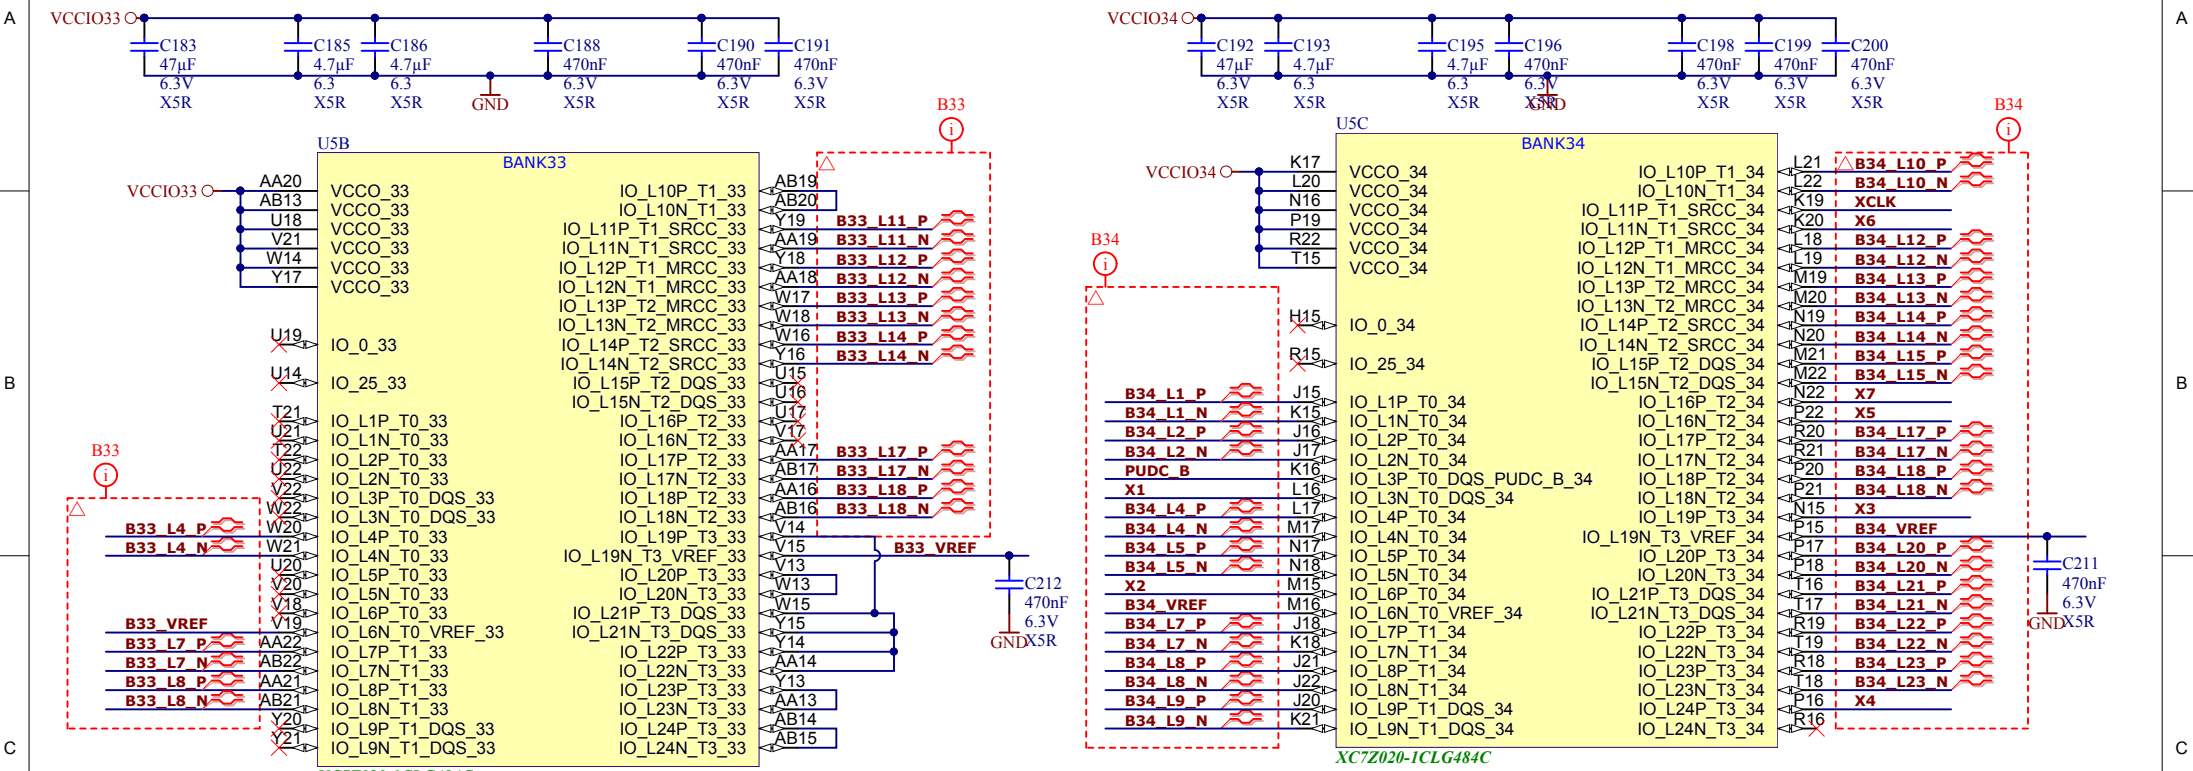 A
VCCIO33
C183
47µF
6.3V
X5R
C185
4.7µF
6.3
X5R
C186
4.7µF
6.3
X5R
C188
470nF
6.3V
X5R
C190
470nF
6.3V
X5R
C191
470nF
6.3V
X5R
GND
VCCIO34
C192
47µF
6.3V
X5R
C193
4.7µF
6.3
X5R
C195
4.7µF
6.3
X5R
C196
470nF
6.3V
X5R
C198
470nF
6.3V
X5R
C199
470nF
6.3V
X5R
C200
470nF
6.3V
X5R
GND
A
B33
i
U5B
BANK33
VCCIO33
AA20 VCCO_33
AB13 VCCO_33
U18 VCCO_33
V21 VCCO_33
W14 VCCO_33
Y17 VCCO_33
U19 IO_0_33
U14 IO_25_33
T21 IO_L1P_T0_33
U21 IO_L1N_T0_33
T22 IO_L2P_T0_33
U22 IO_L2N_T0_33
V22 IO_L3P_T0_DQS_33
W22 IO_L3N_T0_DQS_33
B33
i
B33_L4_P W20 IO_L4P_T0_33
B33_L4_N W21 IO_L4N_T0_33
U20 IO_L5P_T0_33
V20 IO_L5N_T0_33
V18 IO_L6P_T0_33
B33_VREF V19 IO_L6N_T0_VREF_33
B33_L7_P AA22 IO_L7P_T1_33
B33_L7_N AB22 IO_L7N_T1_33
B33_L8_P AA21 IO_L8P_T1_33
B33_L8_N AB21 IO_L8N_T1_33
Y20 IO_L9P_T1_DQS_33
Y21 IO_L9N_T1_DQS_33
IO_L10P_T1_33 AB19
IO_L10N_T1_33 AB20
IO_L11P_T1_SRCC_33 Y19 B33_L11_P
IO_L11N_T1_SRCC_33 AA19 B33_L11_N
IO_L12P_T1_MRCC_33 Y18 B33_L12_P
IO_L12N_T1_MRCC_33 AA18 B33_L12_N
IO_L13P_T2_MRCC_33 W17 B33_L13_P
IO_L13N_T2_MRCC_33 W18 B33_L13_N
IO_L14P_T2_SRCC_33 W16 B33_L14_P
IO_L14N_T2_SRCC_33 Y16 B33_L14_N
IO_L15P_T2_DQS_33 U15
IO_L15N_T2_DQS_33 U16
IO_L16P_T2_33 U17
IO_L16N_T2_33 V17
IO_L17P_T2_33 AA17 B33_L17_P
IO_L17N_T2_33 AB17 B33_L17_N
IO_L18P_T2_33 AA16 B33_L18_P
IO_L18N_T2_33 AB16 B33_L18_N
IO_L19P_T3_33 V14
IO_L19N_T3_VREF_33 V15 B33_VREF
IO_L20P_T3_33 V13
IO_L20N_T3_33 W13
IO_L21P_T3_DQS_33 W15
IO_L21N_T3_DQS_33 Y15
IO_L22P_T3_33 Y14
IO_L22N_T3_33 AA14
IO_L23P_T3_33 Y13
IO_L23N_T3_33 AA13
IO_L24P_T3_33 AB14
IO_L24N_T3_33 AB15
C212
470nF
6.3V
X5R
GND
U5C
BANK34
VCCIO34
K17 VCCO_34
L20 VCCO_34
N16 VCCO_34
P19 VCCO_34
R22 VCCO_34
T15 VCCO_34
B34
i
H15 IO_0_34
R15 IO_25_34
B34_L1_P J15 IO_L1P_T0_34
B34_L1_N K15 IO_L1N_T0_34
B34_L2_P J16 IO_L2P_T0_34
B34_L2_N J17 IO_L2N_T0_34
PUDC_B K16 IO_L3P_T0_DQS_PUDC_B_34
X1 L16 IO_L3N_T0_DQS_34
B34_L4_P L17 IO_L4P_T0_34
B34_L4_N M17 IO_L4N_T0_34
B34_L5_P N17 IO_L5P_T0_34
B34_L5_N N18 IO_L5N_T0_34
X2 M15 IO_L6P_T0_34
B34_VREF M16 IO_L6N_T0_VREF_34
B34_L7_P J18 IO_L7P_T1_34
B34_L7_N K18 IO_L7N_T1_34
B34_L8_P J21 IO_L8P_T1_34
B34_L8_N J22 IO_L8N_T1_34
B34_L9_P J20 IO_L9P_T1_DQS_34
B34_L9_N K21 IO_L9N_T1_DQS_34
B34
i
IO_L10P_T1_34 L21 B34_L10_P
IO_L10N_T1_34 L22 B34_L10_N
IO_L11P_T1_SRCC_34 K19 XCLK
IO_L11N_T1_SRCC_34 K20 X6
IO_L12P_T1_MRCC_34 L18 B34_L12_P
IO_L12N_T1_MRCC_34 L19 B34_L12_N
IO_L13P_T2_MRCC_34 M19 B34_L13_P
IO_L13N_T2_MRCC_34 M20 B34_L13_N
IO_L14P_T2_SRCC_34 N19 B34_L14_P
IO_L14N_T2_SRCC_34 N20 B34_L14_N
IO_L15P_T2_DQS_34 M21 B34_L15_P
IO_L15N_T2_DQS_34 M22 B34_L15_N
IO_L16P_T2_34 N22 X7
IO_L16N_T2_34 P22 X5
IO_L17P_T2_34 R20 B34_L17_P
IO_L17N_T2_34 R21 B34_L17_N
IO_L18P_T2_34 P20 B34_L18_P
IO_L18N_T2_34 P21 B34_L18_N
IO_L19P_T3_34 N15 X3
IO_L19N_T3_VREF_34 P15 B34_VREF
IO_L20P_T3_34 P17 B34_L20_P
IO_L20N_T3_34 P18 B34_L20_N
IO_L21P_T3_DQS_34 T16 B34_L21_P
IO_L21N_T3_DQS_34 T17 B34_L21_N
IO_L22P_T3_34 R19 B34_L22_P
IO_L22N_T3_34 T19 B34_L22_N
IO_L23P_T3_34 R18 B34_L23_P
IO_L23N_T3_34 T18 B34_L23_N
IO_L24P_T3_34 P16 X4
IO_L24N_T3_34 R16
C211
470nF
6.3V
X5R
GND
XC7Z020-1CLG484C
B
B
C
C